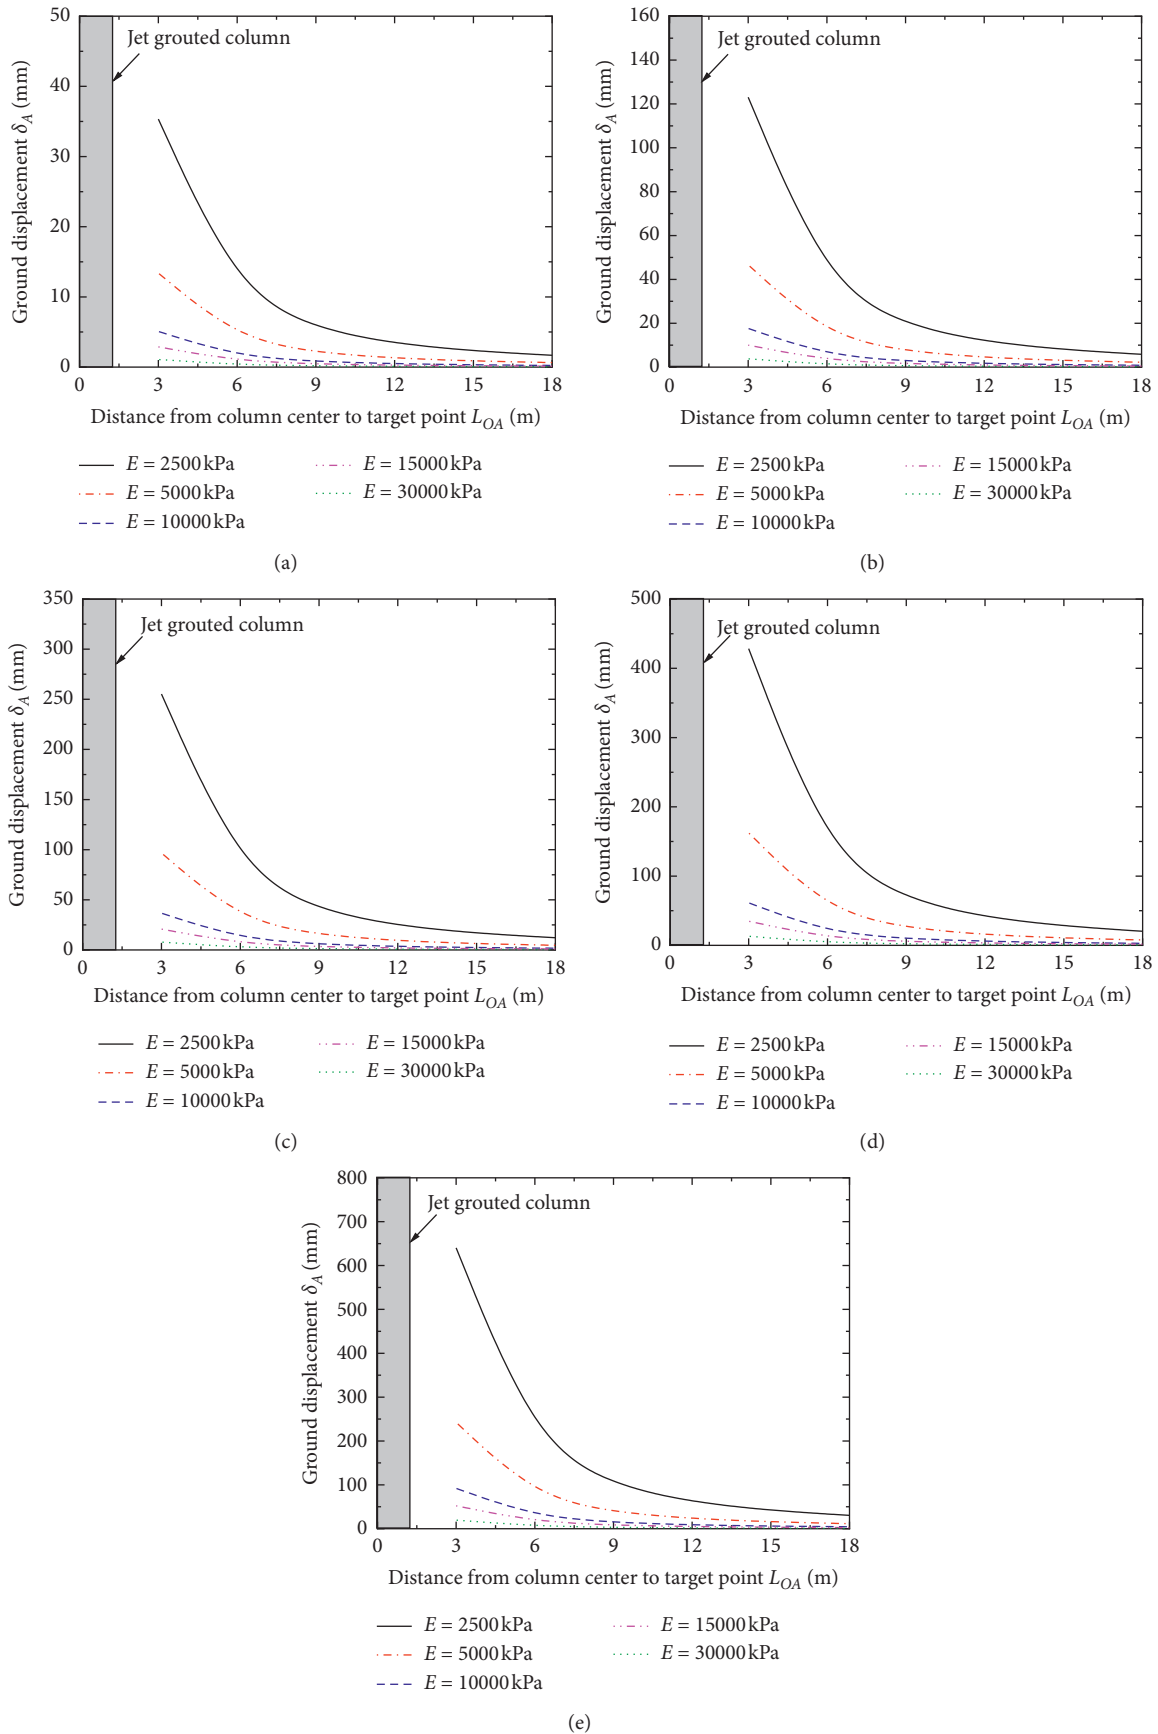 50
40
30
20
10
0
Ground displacement δA (mm)
Jet grouted column
0 3 6 9 12 15 18
Distance from column center to target point LOA (m)
E = 2500 kPa
E = 5000 kPa
E = 10000 kPa
E = 15000 kPa
E = 30000 kPa
(a)
160
140
120
100
80
60
40
20
0
Ground displacement δA (mm)
Jet grouted column
0 3 6 9 12 15 18
Distance from column center to target point LOA (m)
E = 2500 kPa
E = 5000 kPa
E = 10000 kPa
E = 15000 kPa
E = 30000 kPa
(b)
350
300
250
200
150
100
50
0
Ground displacement δA (mm)
Jet grouted column
0 3 6 9 12 15 18
Distance from column center to target point LOA (m)
E = 2500 kPa
E = 5000 kPa
E = 10000 kPa
E = 15000 kPa
E = 30000 kPa
(c)
500
400
300
200
100
0
Ground displacement δA (mm)
Jet grouted column
0 3 6 9 12 15 18
Distance from column center to target point LOA (m)
E = 2500 kPa
E = 5000 kPa
E = 10000 kPa
E = 15000 kPa
E = 30000 kPa
(d)
800
700
600
500
400
300
200
100
0
Ground displacement δA (mm)
Jet grouted column
0 3 6 9 12 15 18
Distance from column center to target point LOA (m)
E = 2500 kPa
E = 5000 kPa
E = 10000 kPa
E = 15000 kPa
E = 30000 kPa
(e)